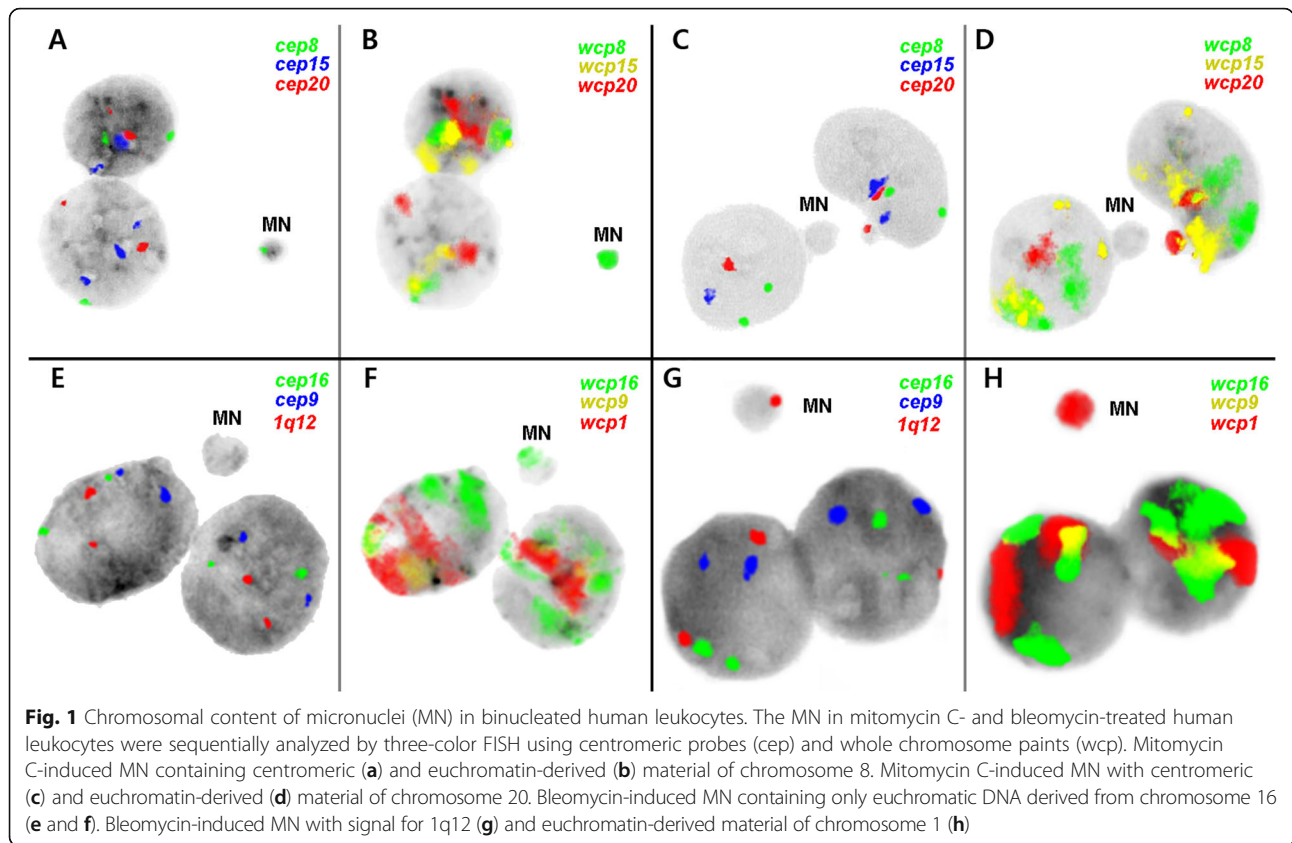 A
cep8
cep15
cep20
MN
B
wcp8
wcp15
wcp20
MN
C
cep8
cep15
cep20
MN
D
wcp8
wcp15
wcp20
MN
E
cep16
cep9
1q12
MN
F
wcp16
wcp9
wcp1
MN
G
cep16
cep9
1q12
MN
H
wcp16
wcp9
wcp1
MN
Fig. 1 Chromosomal content of micronuclei (MN) in binucleated human leukocytes. The MN in mitomycin C- and bleomycin-treated human
leukocytes were sequentially analyzed by three-color FISH using centromeric probes (cep) and whole chromosome paints (wcp). Mitomycin
C-induced MN containing centromeric (a) and euchromatin-derived (b) material of chromosome 8. Mitomycin C-induced MN with centromeric
(c) and euchromatin-derived (d) material of chromosome 20. Bleomycin-induced MN containing only euchromatic DNA derived from chromosome 16
(e and f). Bleomycin-induced MN with signal for 1q12 (g) and euchromatin-derived material of chromosome 1 (h)